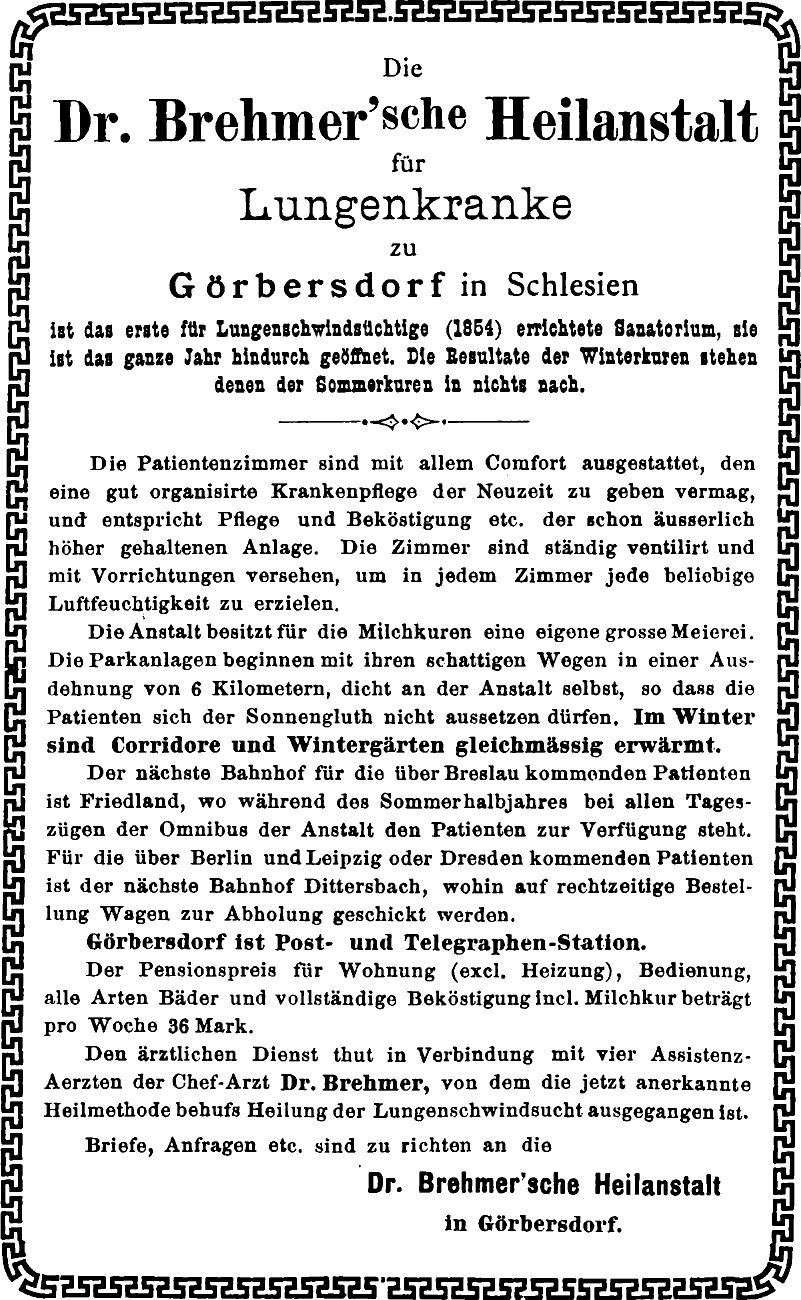 Die
Dr. Brehmer'sche Heilanstalt
für
Lungenkranke
zu
Görbersdorf in Schlesien
ist das erste für Lungenschwindsüchtige (1854) errichtete Sanatorium, sie
ist das ganze Jahr hindurch geöffnet. Die Resultate der Winterkuren stehen
denen der Sommerkuren in nichts nach.
Die Patientenzimmer sind mit allem Comfort ausgestattet, den
eine gut organisirte Krankenpflege der Neuzeit zu geben vermag,
und entspricht Pflege und Beköstigung etc. der schon äusserlich
höher gehaltenen Anlage. Die Zimmer sind ständig ventilirt und
mit Vorrichtungen versehen, um in jedem Zimmer jede beliebige
Luftfeuchtigkeit zu erzielen.
Die Anstalt besitzt für die Milchkuren eine eigene grosse Meierei.
Die Parkanlagen beginnen mit ihren schattigen Wegen in einer Aus-
dehnung von 6 Kilometern, dicht an der Anstalt selbst, so dass die
Patienten sich der Sonnengluth nicht aussetzen dürfen. Im Winter
sind Corridore und Wintergärten gleichmässig erwärmt.
Der nächste Bahnhof für die über Breslau kommenden Patienten
ist Friedland, wo während des Sommerhalbjahres bei allen Tages-
zügen der Omnibus der Anstalt den Patienten zur Verfügung steht.
Für die über Berlin und Leipzig oder Dresden kommenden Patienten
ist der nächste Bahnhof Dittersbach, wohin auf rechtzeitige Bestel-
lung Wagen zur Abholung geschickt werden.
Görbersdorf ist Post- und Telegraphen-Station.
Der Pensionspreis für Wohnung (excl. Heizung), Bedienung,
alle Arten Bäder und vollständige Beköstigung incl. Milchkur beträgt
pro Woche 36 Mark.
Den ärztlichen Dienst thut in Verbindung mit vier Assistenz-
Aerzten der Chef-Arzt Dr. Brehmer, von dem die jetzt anerkannte
Heilmethode behufs Heilung der Lungenschwindsucht ausgegangen ist.
Briefe, Anfragen etc. sind zu richten an die
Dr. Brehmer'sche Heilanstalt
in Görbersdorf.